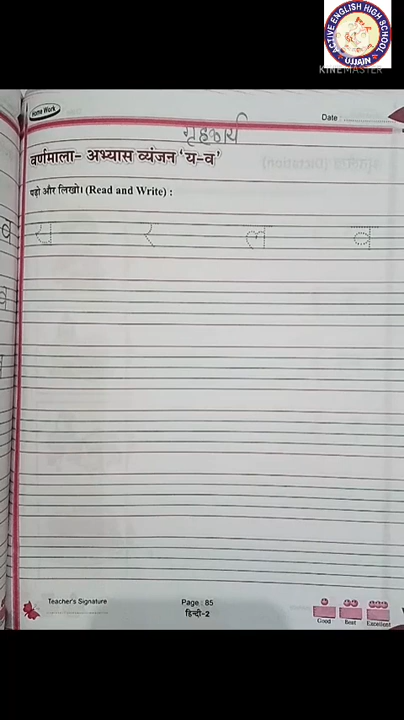 ACTIVE ENGLISH HIGH SCHOOL
UJJAIN
KINEMASTER
Home Work
Date :
गृहकार्य
वर्णमाला- अभ्यास व्यंजन ‘य-व’
पढ़ो और लिखो। (Read and Write) :
य र ल व
Teacher's Signature
Page : 85
हिन्दी-2
Good Best Excellent